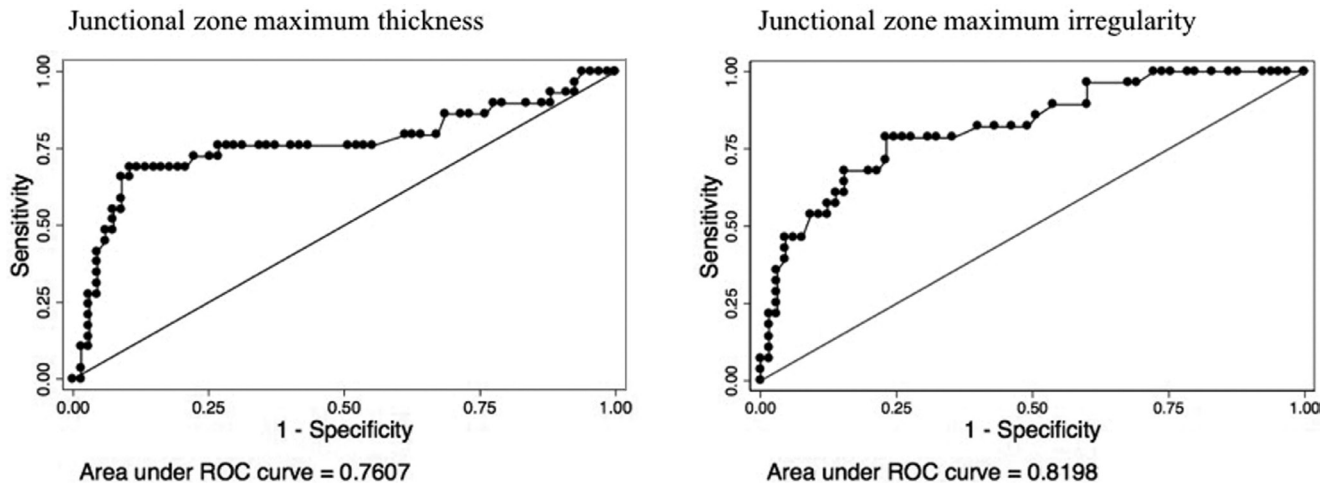 Junctional zone maximum thickness
Sensitivity
1.00
0.75
0.50
0.25
0.00
0.00 0.25 0.50 0.75 1.00
1 - Specificity
Area under ROC curve = 0.7607
Junctional zone maximum irregularity
Sensitivity
1.00
0.75
0.50
0.25
0.00
0.00 0.25 0.50 0.75 1.00
1 - Specificity
Area under ROC curve = 0.8198